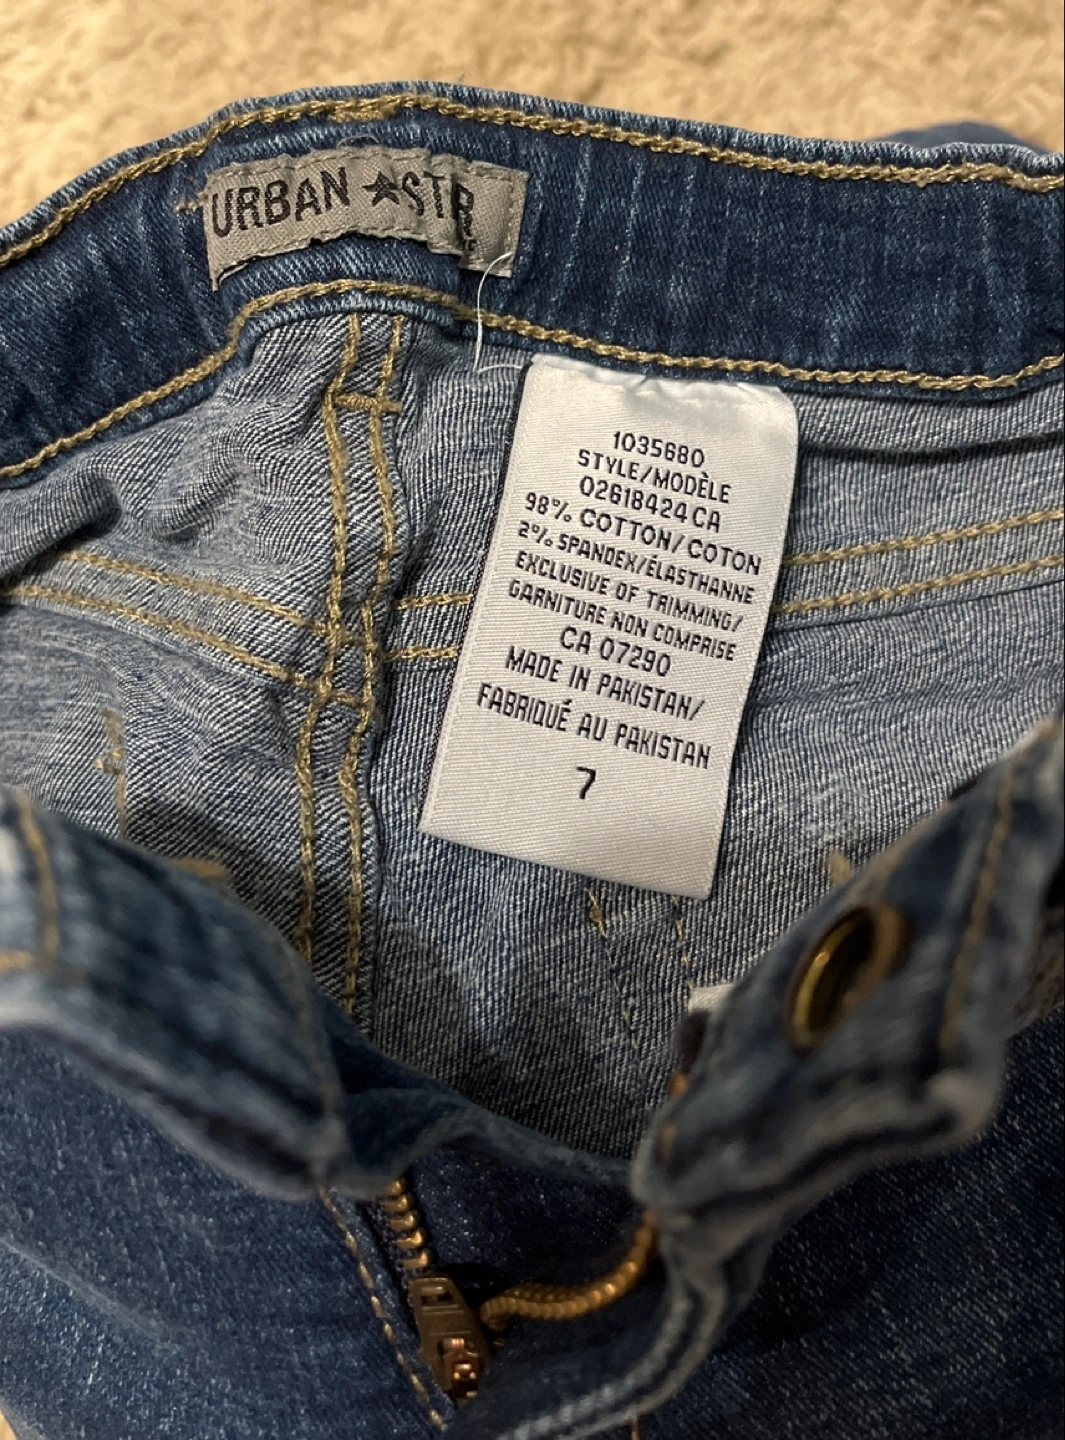 URBAN ★ STR
1035680
STYLE/MODÈLE
02618424 CA
98% COTTON/COTON
2% SPANDEX/ÉLASTHANNE
EXCLUSIVE OF TRIMMING/
GARNITURE NON COMPRISE
CA 07290
MADE IN PAKISTAN/
FABRIQUÉ AU PAKISTAN
7